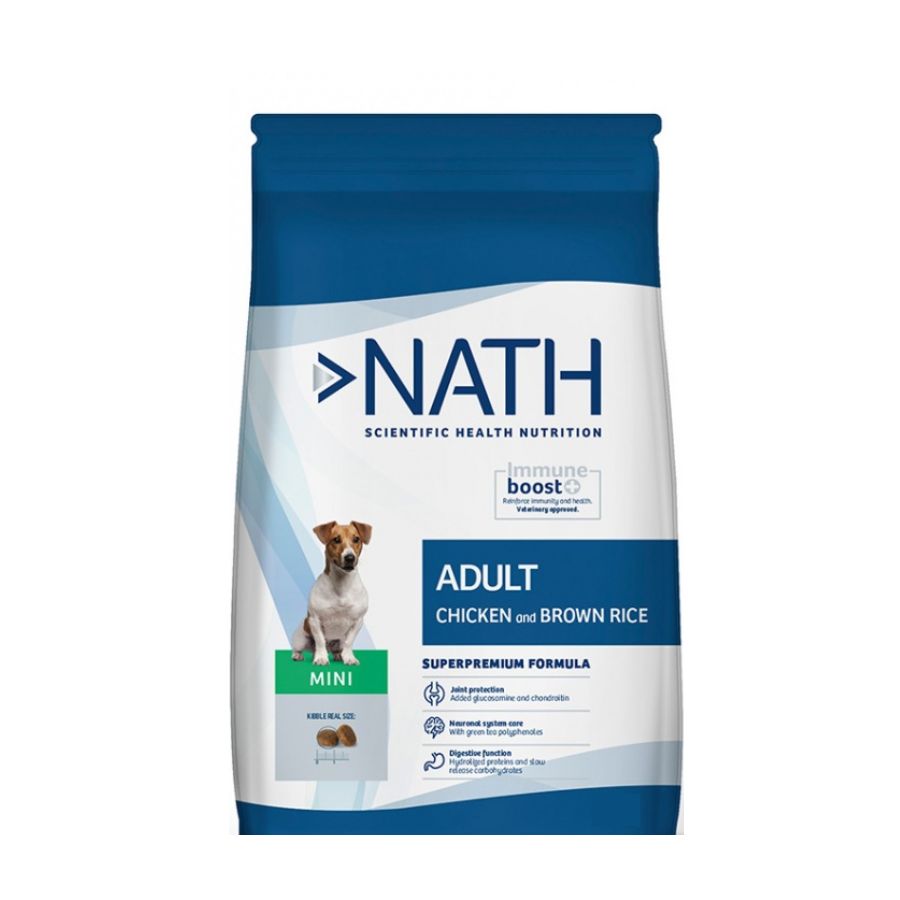 NATH
SCIENTIFIC HEALTH NUTRITION
Immune
boost+
Reinforce immunity and health.
Veterinary approved.
ADULT
CHICKEN and BROWN RICE
SUPERPREMIUM FORMULA
MINI
KIBBLE REAL SIZE:
Joint protection
Added glucosamine and chondroitin
Neuronal system care
With green tea polyphenoles
Digestive function
Hydrolized proteins and slow
release carbohydrates